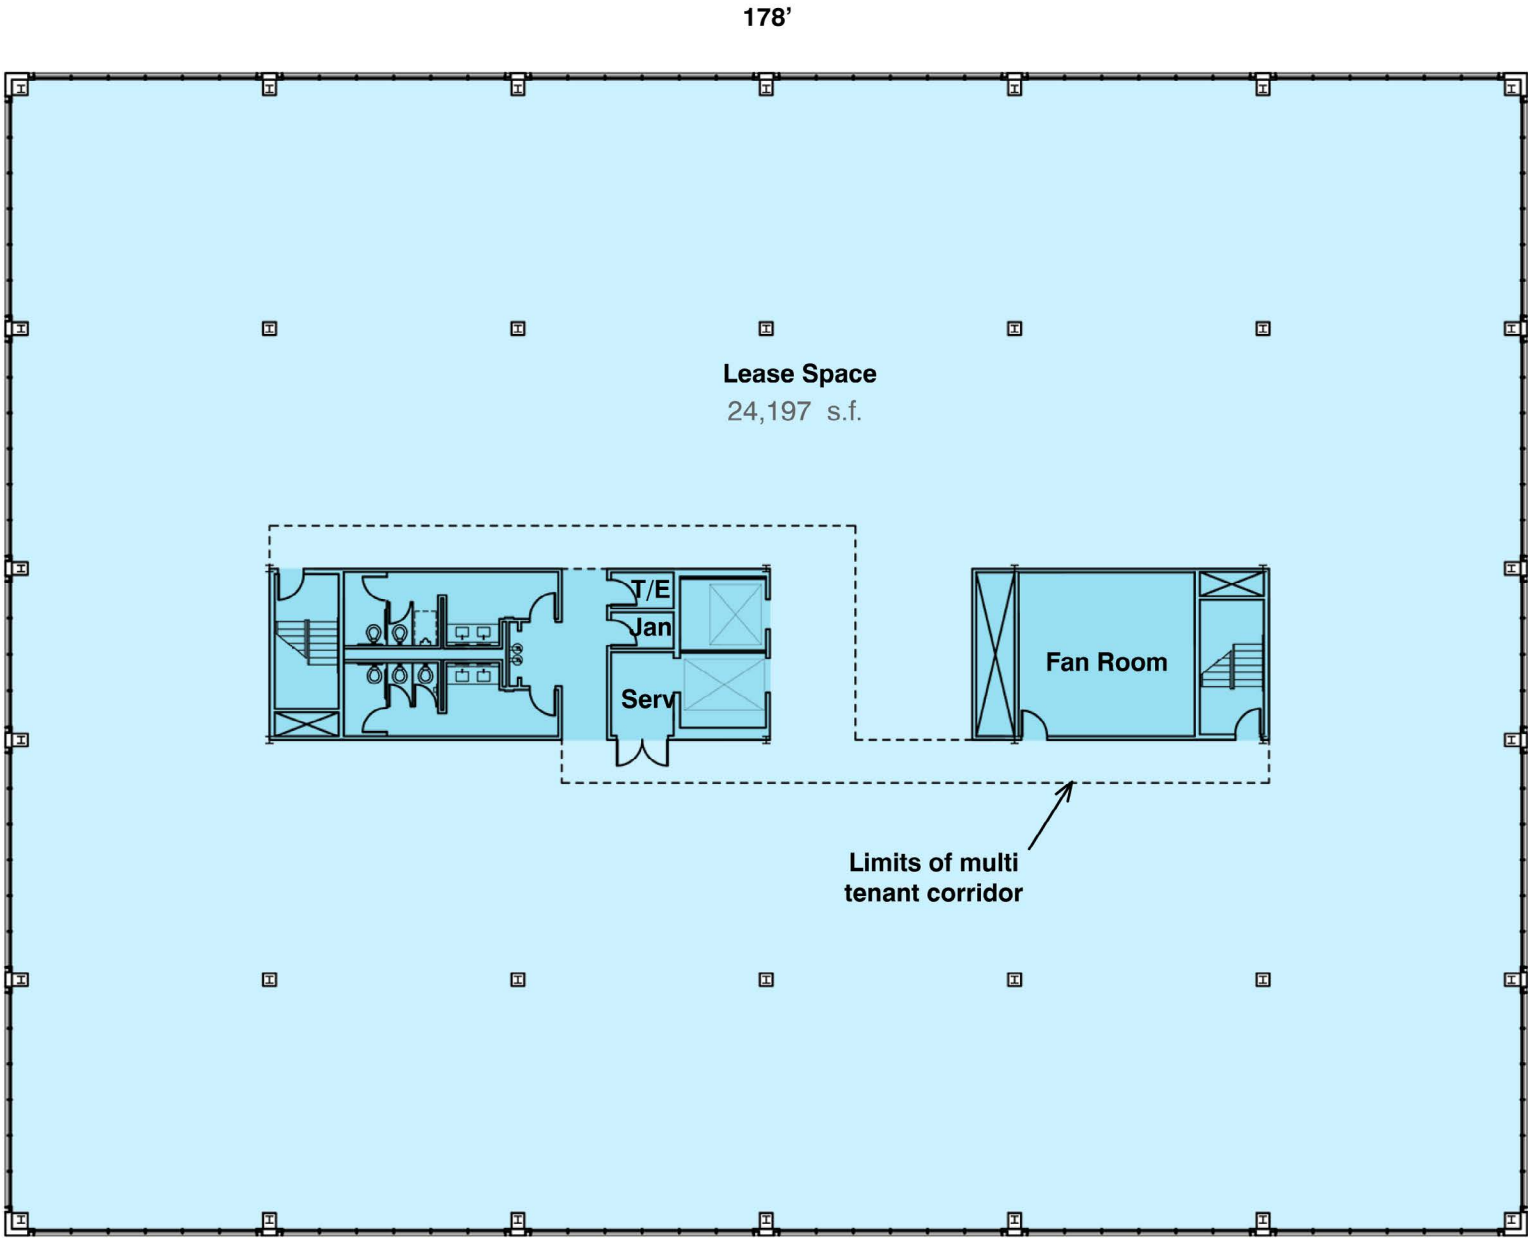 178’
Lease Space
24,197 s.f.
T/E
Jan
Serv
Fan Room
Limits of multi
tenant corridor